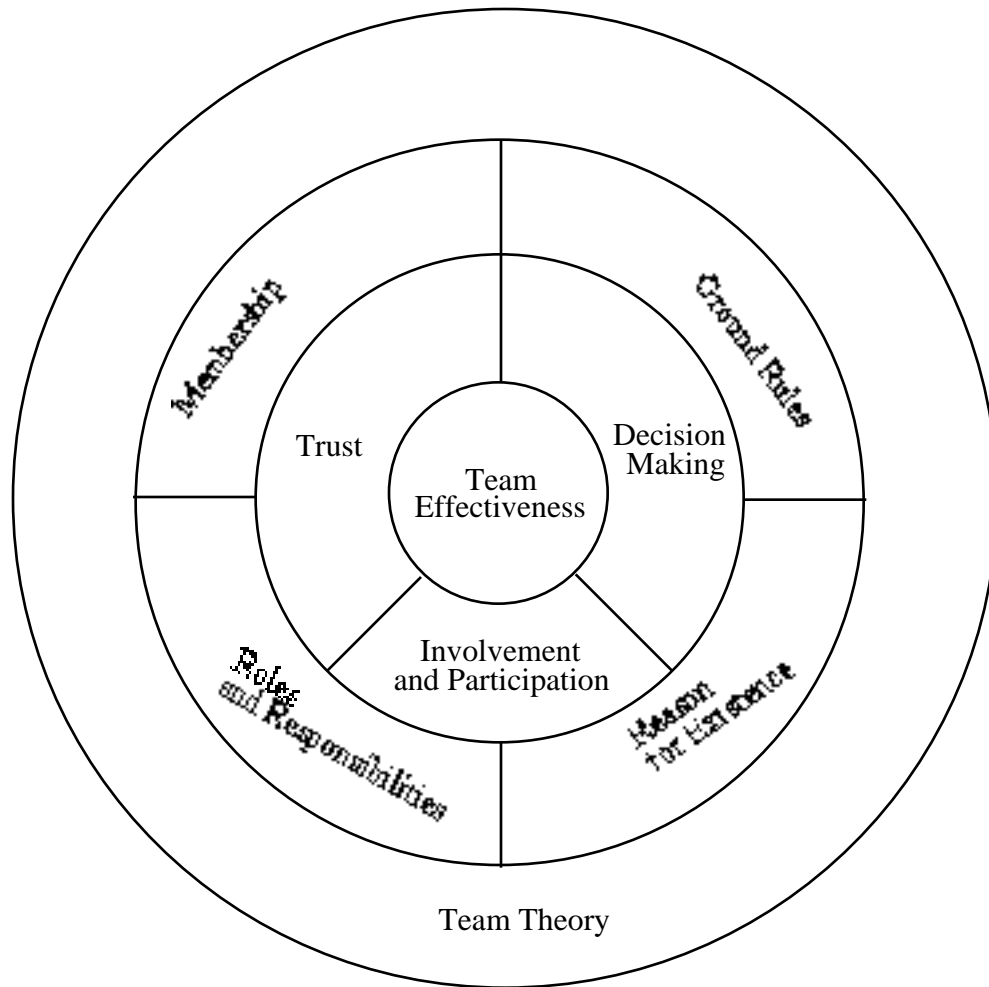 Membership
Ground Rules
Trust
Decision
Making
Team
Effectiveness
Involvement
and Participation
Roles
and Responsibilities
Reason
for Existence
Team Theory